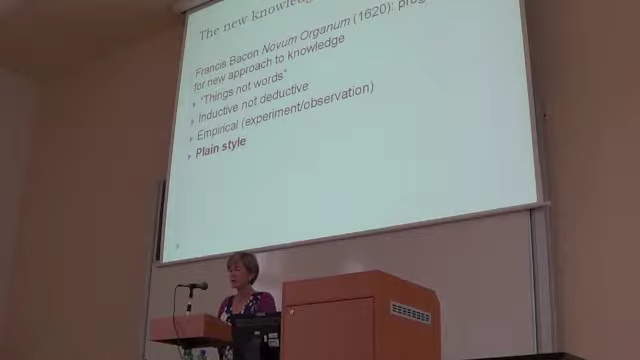 The new knowledg
Francis Bacon Novum Organum (1620): prog
for new approach to knowledge
"Things not words"
Inductive not deductive
Empirical (experiment/observation)
Plain style